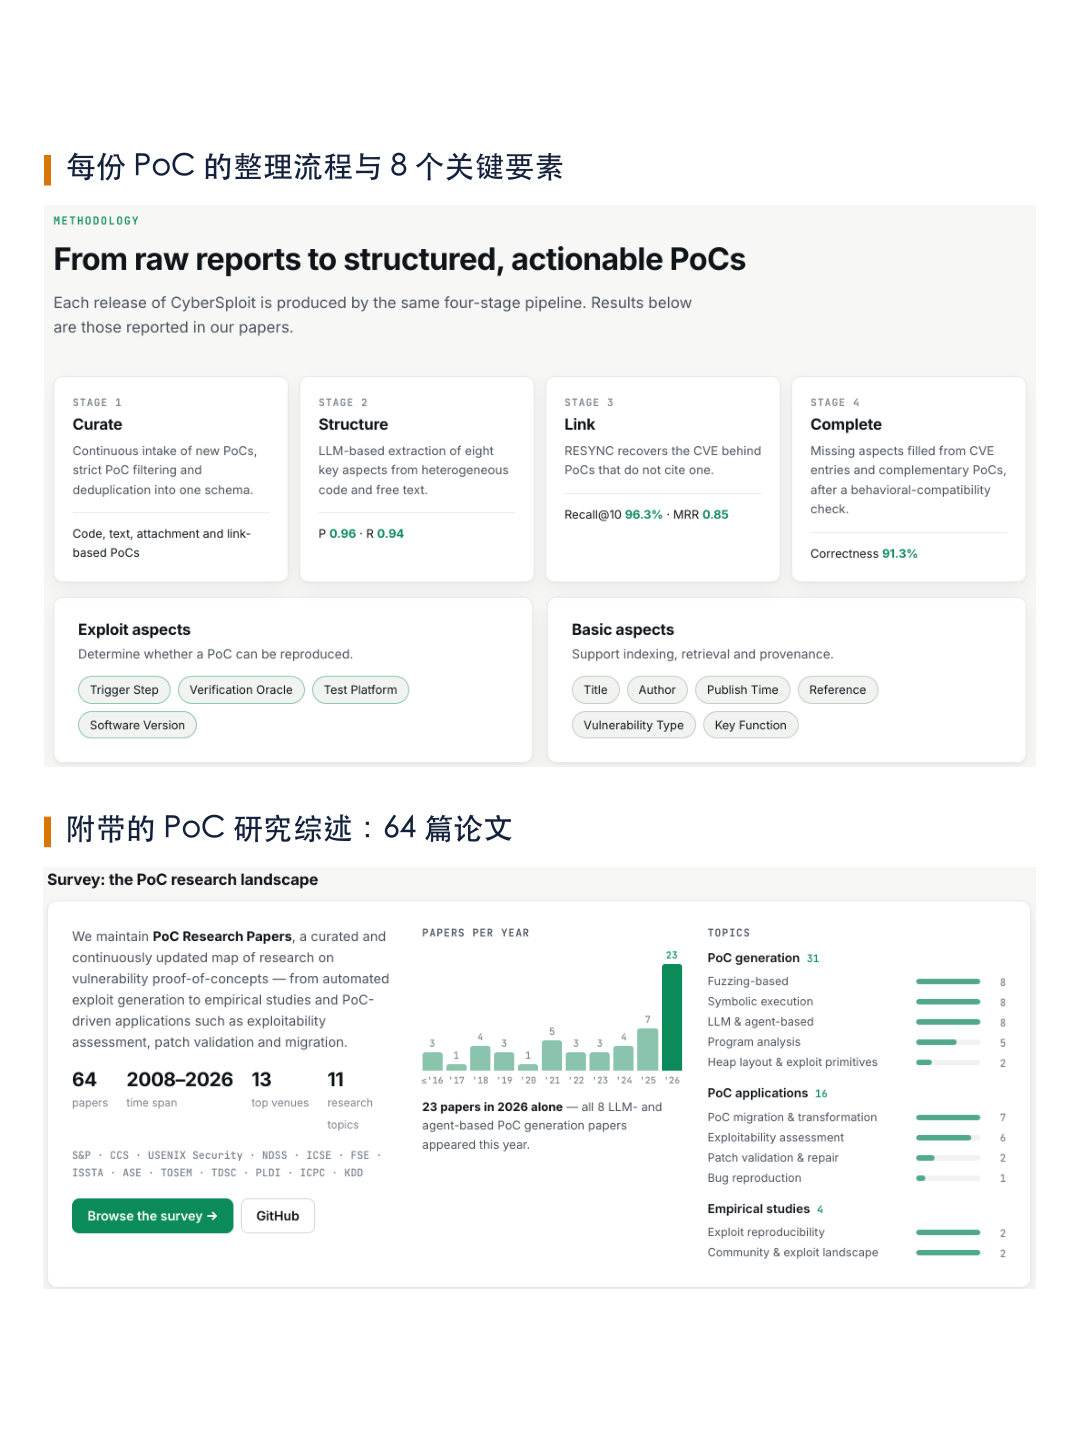 每份 PoC 的整理流程与 8 个关键要素
METHODOLOGY
From raw reports to structured, actionable PoCs
Each release of CyberSploit is produced by the same four-stage pipeline. Results below
are those reported in our papers.
STAGE 1
Curate
Continuous intake of new PoCs,
strict PoC filtering and
deduplication into one schema.
Code, text, attachment and link-
based PoCs
STAGE 2
Structure
LLM-based extraction of eight
key aspects from heterogeneous
code and free text.
P 0.96 · R 0.94
STAGE 3
Link
RESYNC recovers the CVE behind
PoCs that do not cite one.
Recall@10 96.3% · MRR 0.85
STAGE 4
Complete
Missing aspects filled from CVE
entries and complementary PoCs,
after a behavioral-compatibility
check.
Correctness 91.3%
Exploit aspects
Determine whether a PoC can be reproduced.
Trigger Step
Verification Oracle
Test Platform
Software Version
Basic aspects
Support indexing, retrieval and provenance.
Title
Author
Publish Time
Reference
Vulnerability Type
Key Function
附带的 PoC 研究综述：64 篇论文
Survey: the PoC research landscape
We maintain PoC Research Papers, a curated and
continuously updated map of research on
vulnerability proof-of-concepts — from automated
exploit generation to empirical studies and PoC-
driven applications such as exploitability
assessment, patch validation and migration.
64 papers
2008–2026 time span
13 top venues
11 research
topics
S&P · CCS · USENIX Security · NDSS · ICSE · FSE ·
ISSTA · ASE · TOSEM · TDSC · PLDI · ICPC · KDD
Browse the survey →
GitHub
PAPERS PER YEAR
3 1 4 3 1 5 3 3 4 7 23
≤'16 '17 '18 '19 '20 '21 '22 '23 '24 '25 '26
23 papers in 2026 alone — all 8 LLM- and
agent-based PoC generation papers
appeared this year.
TOPICS
PoC generation 31
Fuzzing-based 8
Symbolic execution 8
LLM & agent-based 8
Program analysis 5
Heap layout & exploit primitives 2
PoC applications 16
PoC migration & transformation 7
Exploitability assessment 6
Patch validation & repair 2
Bug reproduction 1
Empirical studies 4
Exploit reproducibility 2
Community & exploit landscape 2